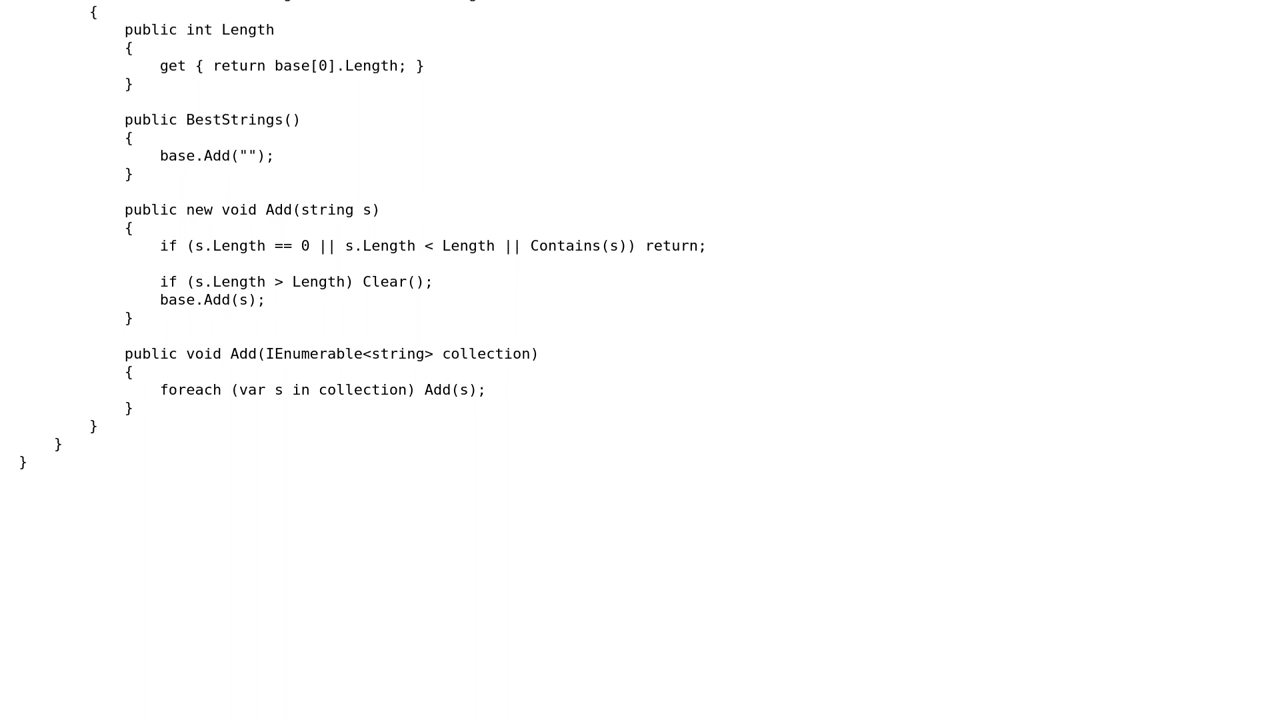 {
public int Length
{
get { return base[0].Length; }
}
public BestStrings()
{
base.Add("");
}
public new void Add(string s)
{
if (s.Length == 0 || s.Length < Length || Contains(s)) return;
if (s.Length > Length) Clear();
base.Add(s);
}
public void Add(IEnumerable<string> collection)
{
foreach (var s in collection) Add(s);
}
}
}
}